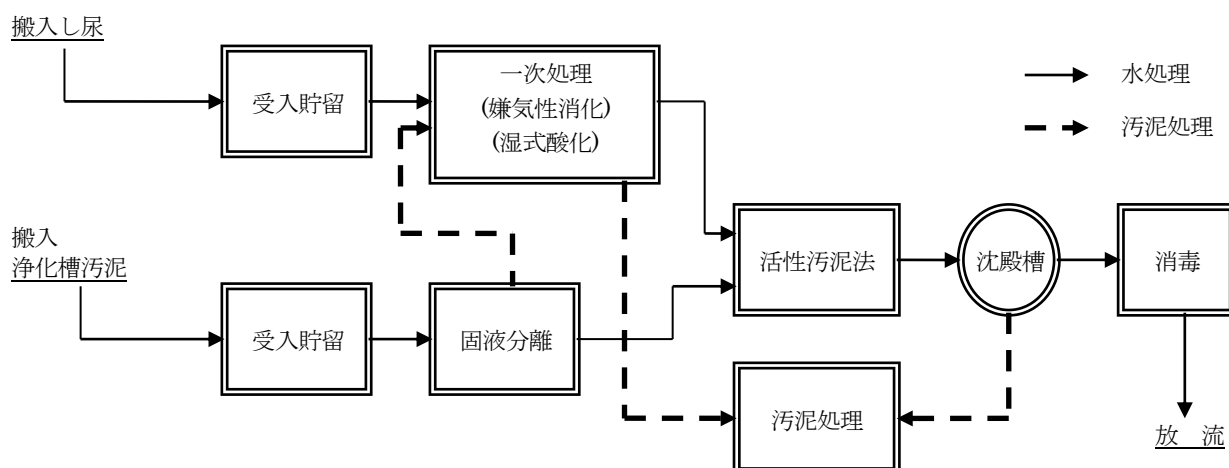 搬入し尿
受入貯留
一次処理
(嫌気性消化)
(湿式酸化)
水処理
汚泥処理
搬入
浄化槽汚泥
受入貯留
固液分離
活性汚泥法
沈殿槽
消毒
汚泥処理
放　流